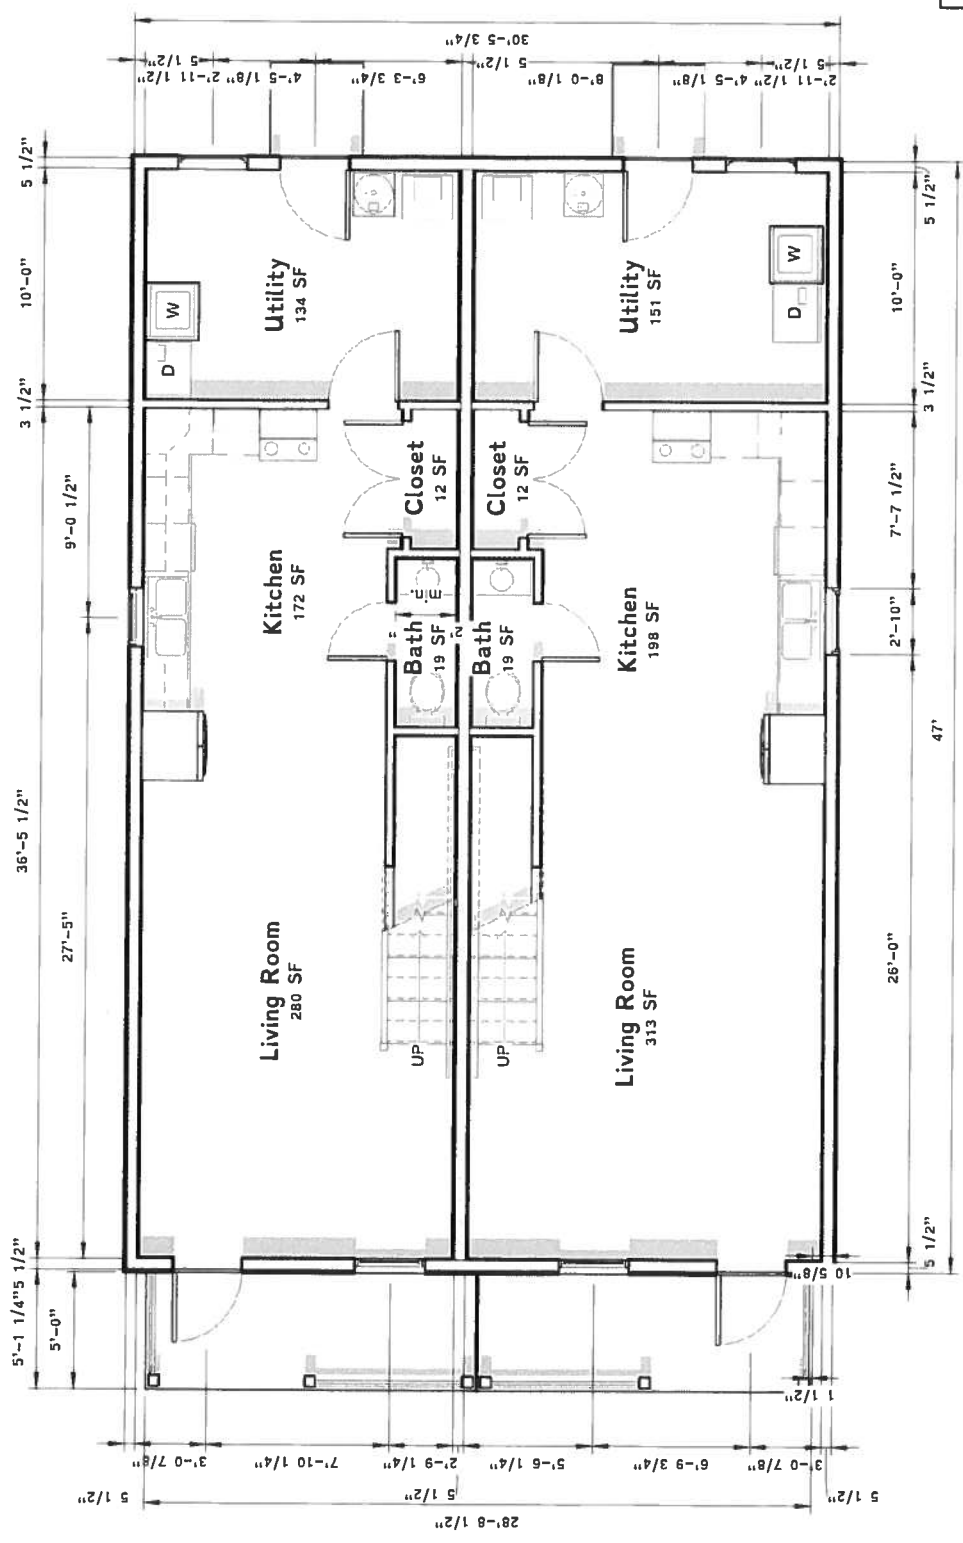 30'-5 3/4"
5 1/2"
2'-11 1/2"
4'-5 1/8"
6'-3 3/4"
5 1/2"
8'-0 1/8"
4'-5 1/8"
2'-11 1/2"
5 1/2"
5 1/2"
10'-0"
3 1/2"
9'-0 1/2"
36'-5 1/2"
27'-5"
5 1/2"
5'-1 1/4"
5'-0"
Utility
134 SF
W
D
Utility
151 SF
W
D
Closet
12 SF
Closet
12 SF
Kitchen
172 SF
Kitchen
198 SF
min.
Bath
19 SF
Bath
19 SF
Living Room
280 SF
Living Room
313 SF
UP
UP
5 1/2"
10'-0"
3 1/2"
7'-7 1/2"
2'-10"
47'
26'-0"
5 1/2"
10 5/8"
1 1/2"
3'-0 7/8"
7'-10 1/4"
2'-9 1/4"
5'-6 1/4"
6'-9 3/4"
3'-0 7/8"
5 1/2"
5 1/2"
5 1/2"
28'-8 1/2"